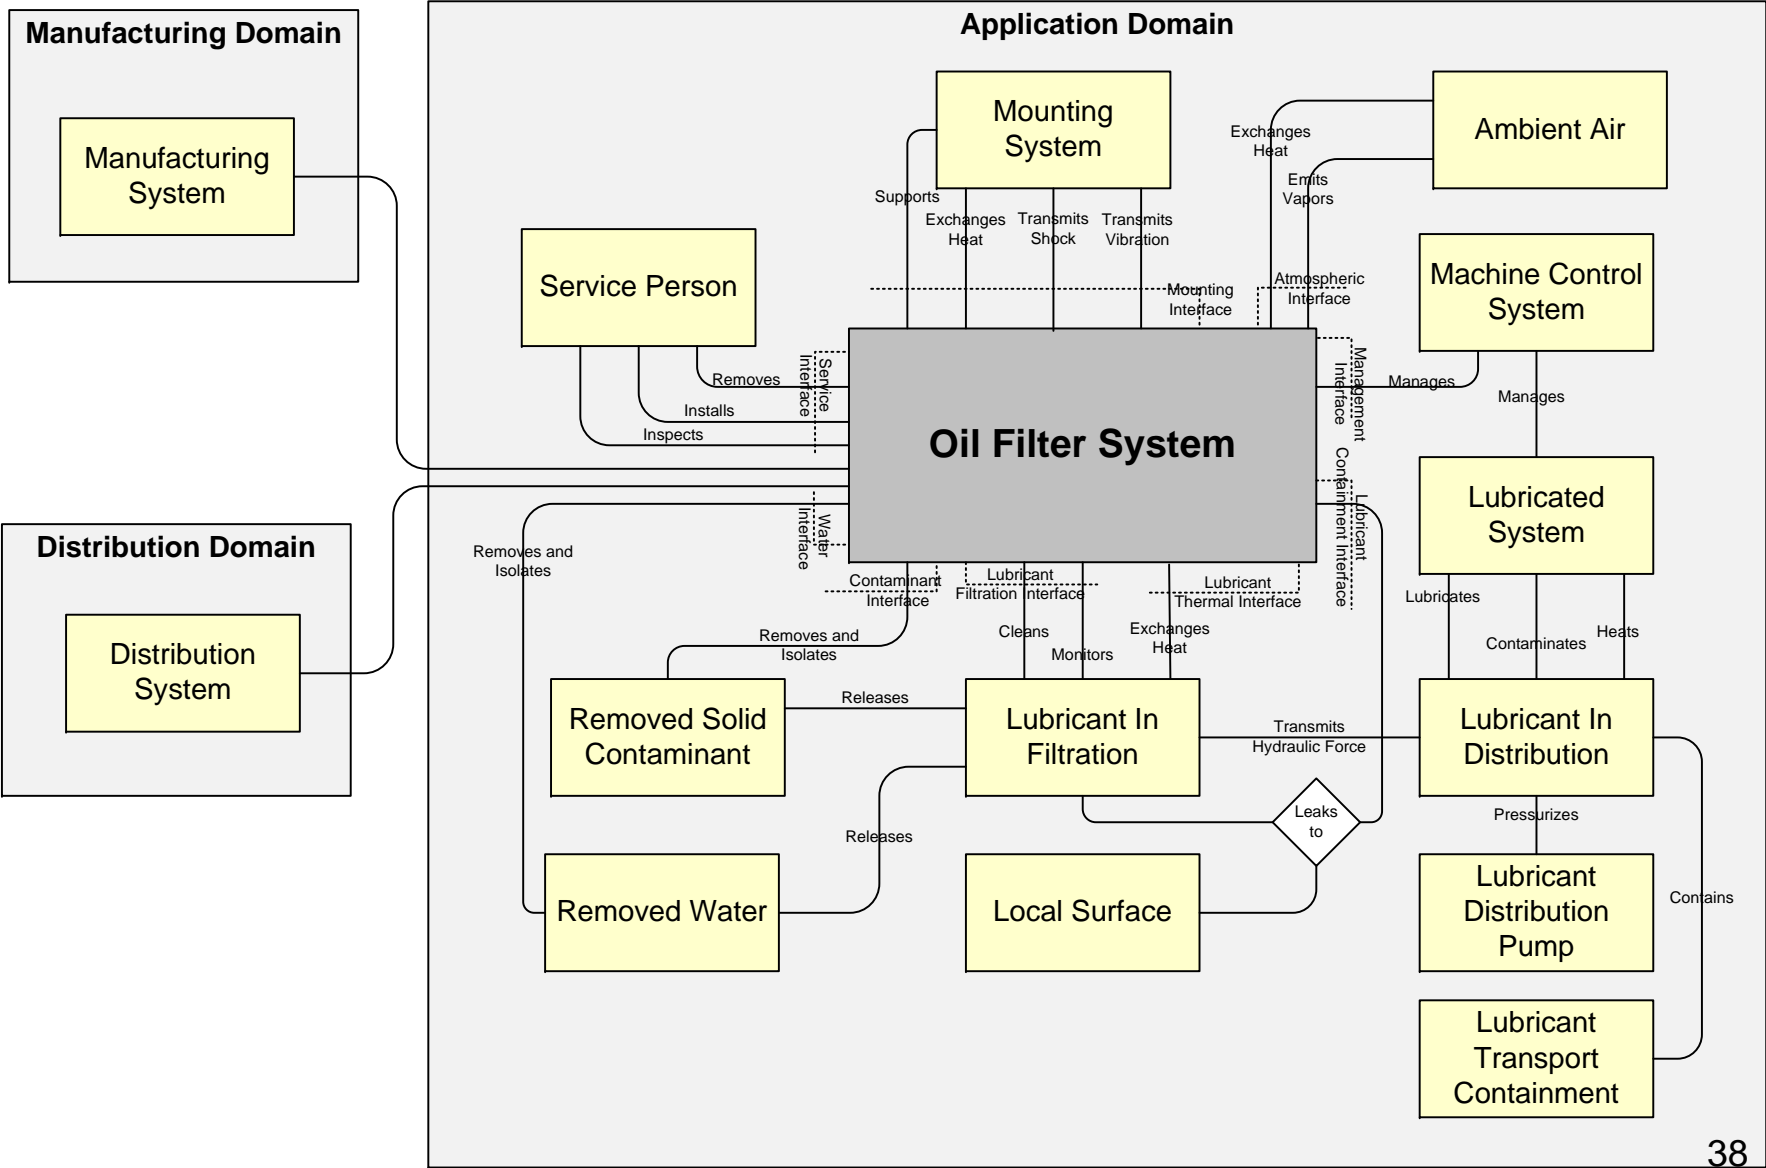 Manufacturing Domain
Manufacturing
System
Distribution Domain
Distribution
System
Application Domain
Mounting
System
Ambient Air
Exchanges
Heat
Emits
Vapors
Supports
Exchanges
Heat
Transmits
Shock
Transmits
Vibration
Service Person
Machine Control
System
Mounting
Interface
Atmospheric
Interface
Removes
Installs
Inspects
Service
Interface
Management
Interface
Manages
Manages
Oil Filter System
Water
Interface
Lubricant
Containment Interface
Lubricated
System
Removes and
Isolates
Contaminant
Interface
Lubricant
Filtration Interface
Lubricant
Thermal Interface
Lubricates
Contaminates
Heats
Removes and
Isolates
Cleans
Monitors
Exchanges
Heat
Removed Solid
Contaminant
Releases
Lubricant In
Filtration
Transmits
Hydraulic Force
Lubricant In
Distribution
Releases
Leaks
to
Pressurizes
Removed Water
Local Surface
Lubricant
Distribution
Pump
Contains
Lubricant
Transport
Containment
38